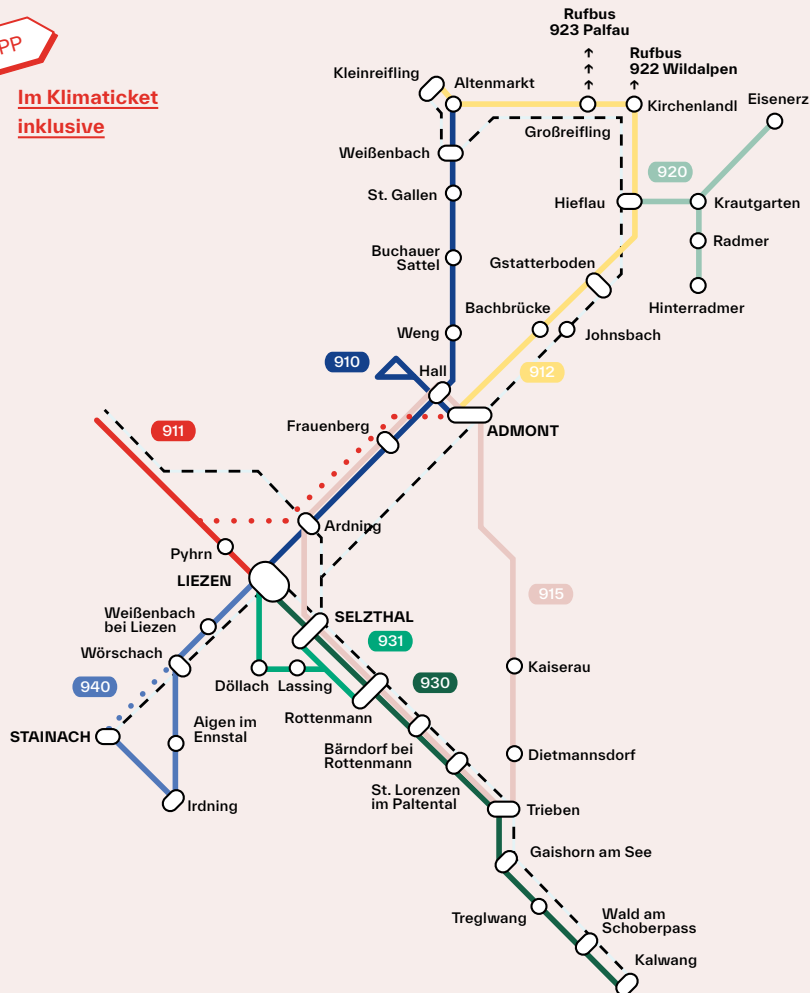 PP
Im Klimaticket
inklusive
Rufbus
923 Palfau
Rufbus
922 Wildalpen
Kleinreifling
Altenmarkt
Kirchenlandl
Eisenerz
Großreifling
Weißenbach
920
St. Gallen
Hieflau
Krautgarten
Radmer
Buchauer
Sattel
Gstatterboden
Hinterradmer
Bachbrücke
Weng
Johnsbach
910
Hall
912
Frauenberg
911
ADMONT
Ardning
Pyhrn
LIEZEN
915
Weißenbach
bei Liezen
SELZTHAL
931
Wörschach
Kaiserau
940
Döllach
Lassing
930
Rottenmann
STAINACH
Aigen im
Ennstal
Bärndorf bei
Rottenmann
Dietmannsdorf
St. Lorenzen
im Paltental
Irdning
Trieben
Gaishorn am See
Treglwang
Wald am
Schoberpass
Kalwang